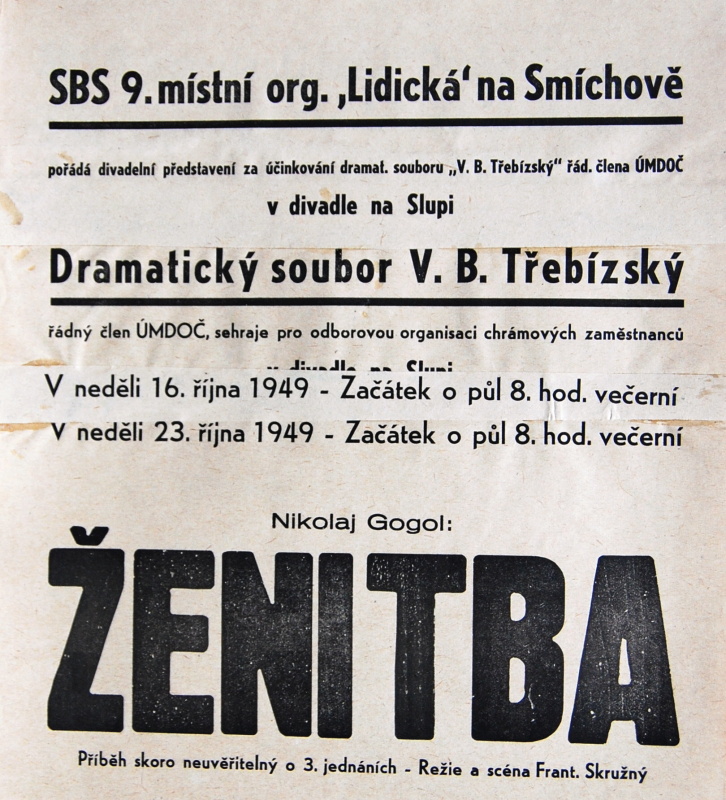 SBS 9. místní org. ‚Lidická‘ na Smíchově
pořádá divadelní představení za účinkování dramat. souboru „V. B. Třebízský“ řád. člena ÚMDOČ
v divadle na Slupi
Dramatický soubor V. B. Třebízský
řádný člen ÚMDOČ, sehraje pro odborovou organisaci chrámových zaměstnanců
v divadle na Slupi
V neděli 16. října 1949 - Začátek o půl 8. hod. večerní
V neděli 23. října 1949 - Začátek o půl 8. hod. večerní
Nikolaj Gogol:
ŽENITBA
Příběh skoro neuvěřitelný o 3. jednáních - Režie a scéna Frant. Skružný